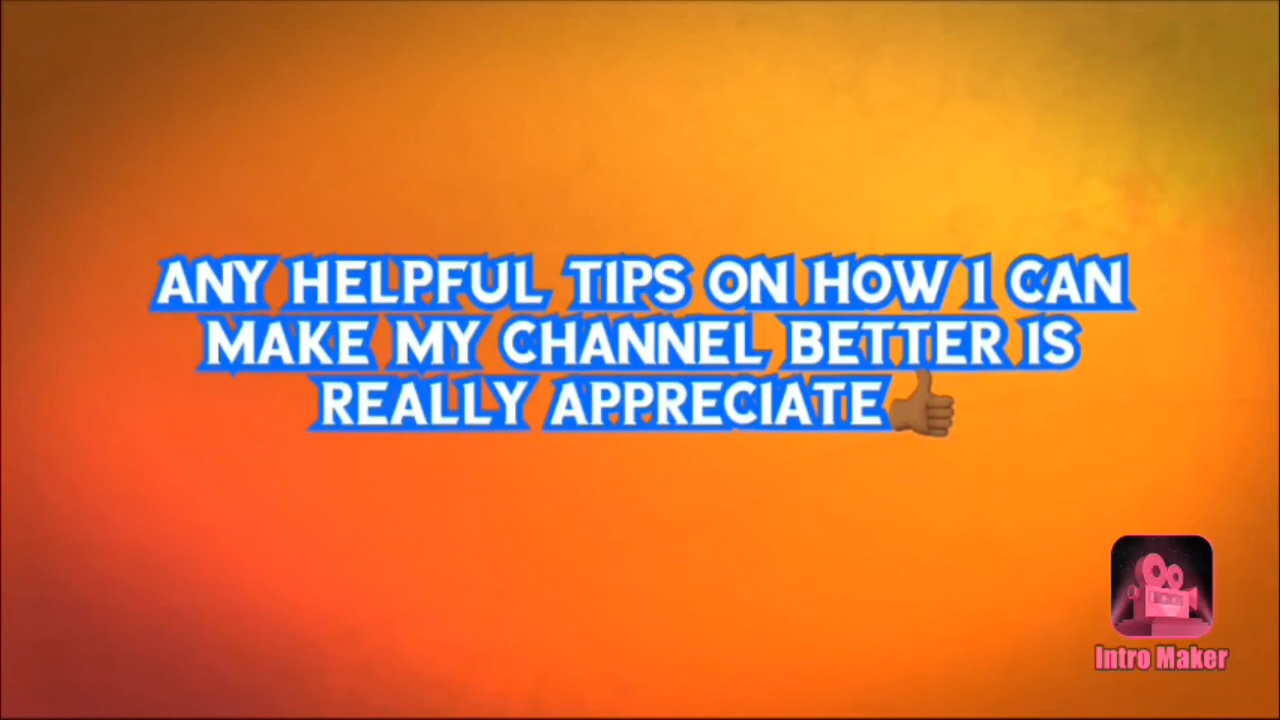 ANY HELPFUL TIPS ON HOW I CAN
MAKE MY CHANNEL BETTER IS
REALLY APPRECIATE👍🏾
Intro Maker